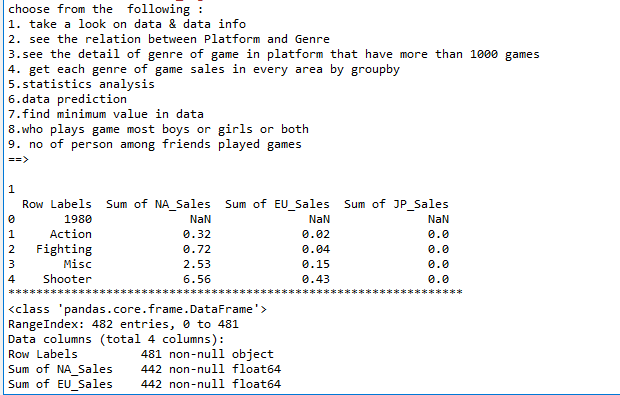 choose from the  following :
1. take a look on data & data info
2. see the relation between Platform and Genre
3.see the detail of genre of game in platform that have more than 1000 games
4. get each genre of game sales in every area by groupby
5.statistics analysis
6.data prediction
7.find minimum value in data
8.who plays game most boys or girls or both
9. no of person among friends played games
==>
1
  Row Labels  Sum of NA_Sales  Sum of EU_Sales  Sum of JP_Sales
0       1980              NaN              NaN              NaN
1     Action             0.32             0.02              0.0
2   Fighting             0.72             0.04              0.0
3       Misc             2.53             0.15              0.0
4    Shooter             6.56             0.43              0.0
*****************************************************************
<class 'pandas.core.frame.DataFrame'>
RangeIndex: 482 entries, 0 to 481
Data columns (total 4 columns):
Row Labels         481 non-null object
Sum of NA_Sales    442 non-null float64
Sum of EU_Sales    442 non-null float64